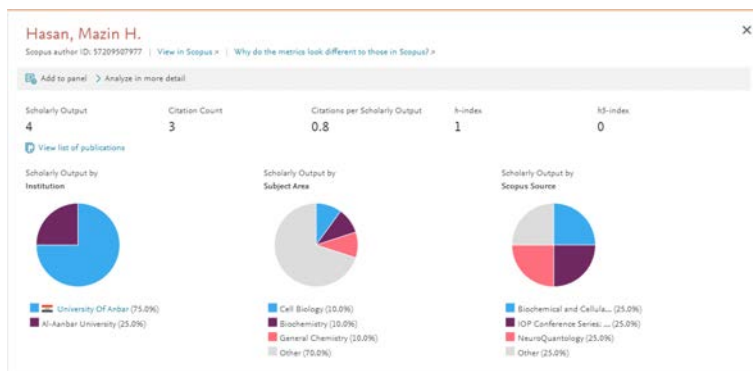 Hasan, Mazin H.
Scopus author ID: 57209507977 | View in Scopus » | Why do the metrics look different to those in Scopus? »
Add to panel > Analyze in more detail
Scholarly Output Citation Count Citations per Scholarly Output h-index h5-index
4 3 0.8 1 0
View list of publications
Scholarly Output by Scholarly Output by Scholarly Output by
Institution Subject Area Scopus Source
University Of Anbar (75.0%) Cell Biology (10.0%) Biochemical and Cellula... (25.0%)
Al-Aanbar University (25.0%) Biochemistry (10.0%) IOP Conference Series: ... (25.0%)
General Chemistry (10.0%) NeuroQuantology (25.0%)
Other (70.0%) Other (25.0%)